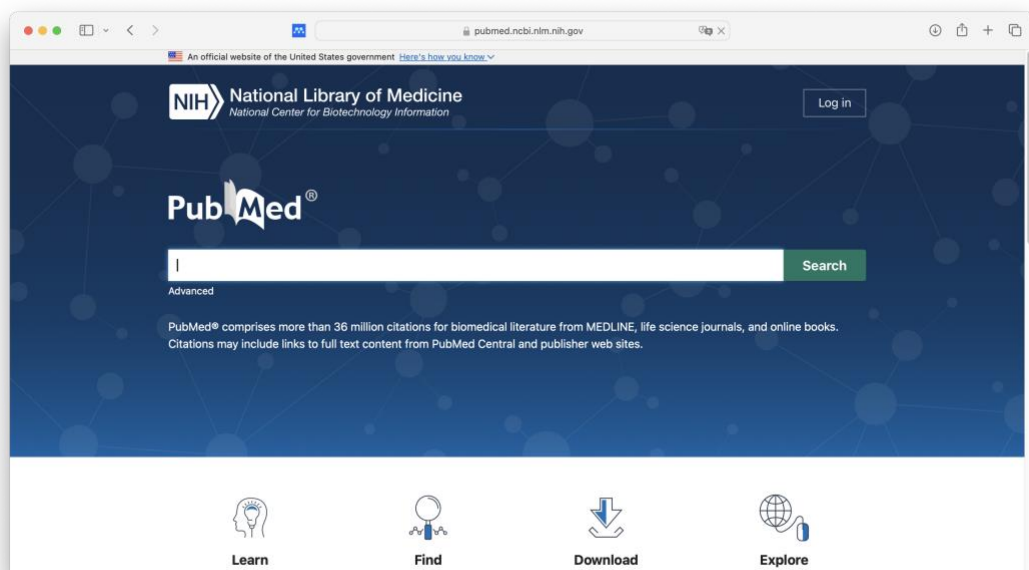 pubmed.ncbi.nlm.nih.gov
An official website of the United States government Here's how you know
NIH National Library of Medicine
National Center for Biotechnology Information
Log in
PubMed®
Search
Advanced
PubMed® comprises more than 36 million citations for biomedical literature from MEDLINE, life science journals, and online books.
Citations may include links to full text content from PubMed Central and publisher web sites.
Learn Find Download Explore